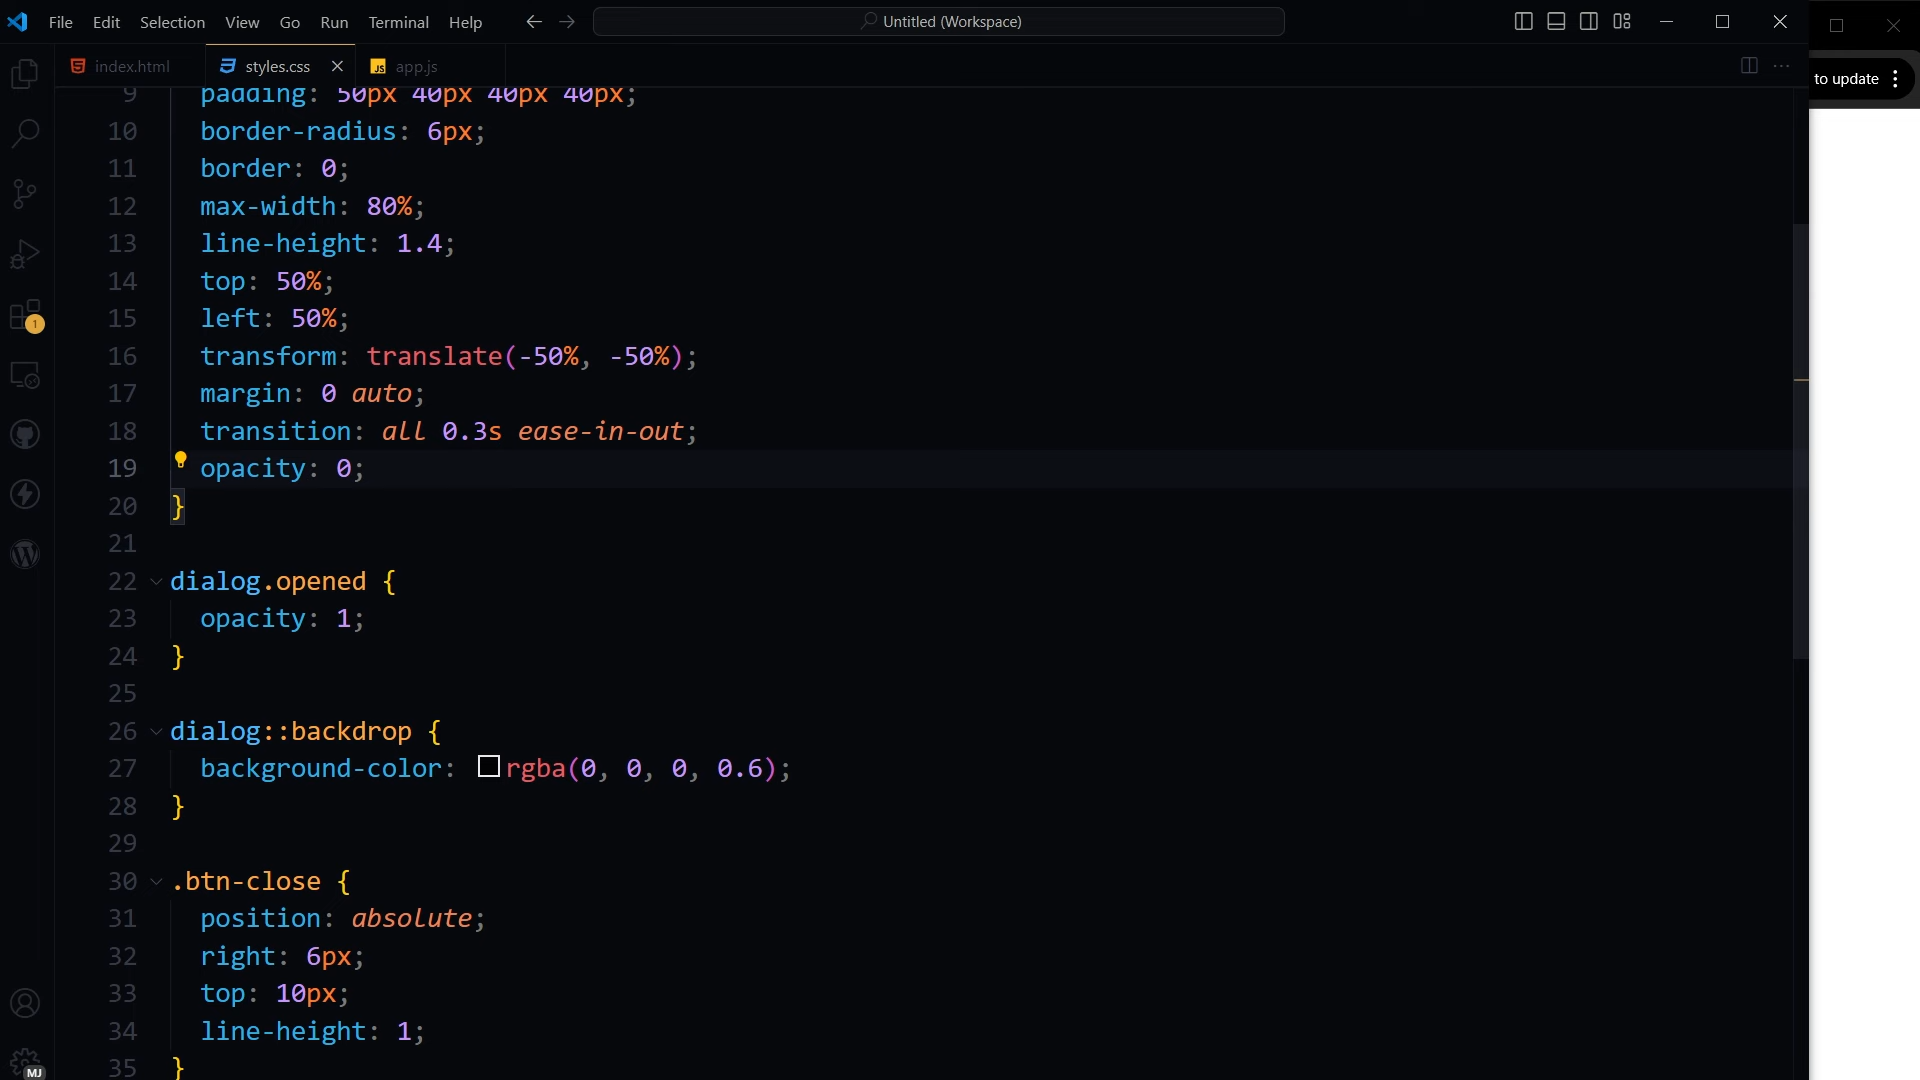 File Edit Selection View Go Run Terminal Help
Untitled (Workspace)
to update
index.html
styles.css
app.js
9 padding: 50px 40px 40px 40px;
10 border-radius: 6px;
11 border: 0;
12 max-width: 80%;
13 line-height: 1.4;
14 top: 50%;
15 left: 50%;
16 transform: translate(-50%, -50%);
17 margin: 0 auto;
18 transition: all 0.3s ease-in-out;
19 opacity: 0;
20 }
21
22 dialog.opened {
23 opacity: 1;
24 }
25
26 dialog::backdrop {
27 background-color: rgba(0, 0, 0, 0.6);
28 }
29
30 .btn-close {
31 position: absolute;
32 right: 6px;
33 top: 10px;
34 line-height: 1;
35 }
1
MJ